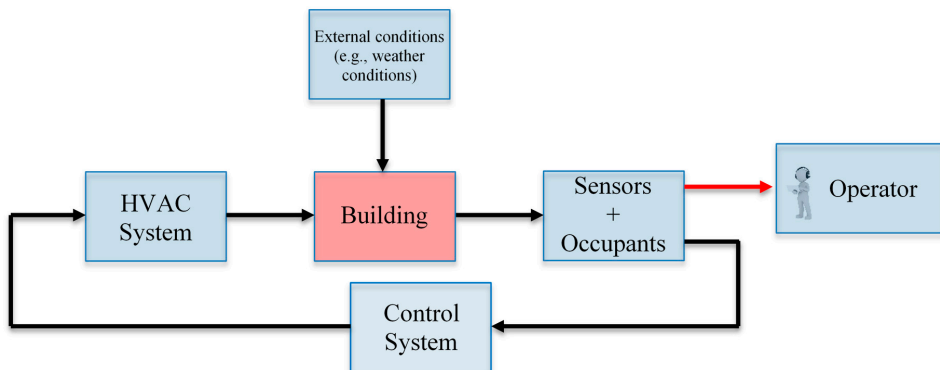 External conditions
(e.g., weather
conditions)
HVAC
System
Building
Sensors
+
Occupants
Operator
Control
System